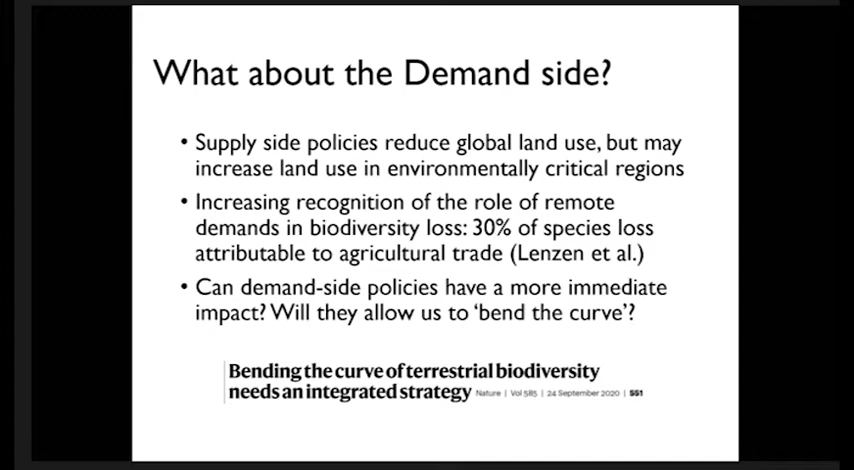 What about the Demand side?
• Supply side policies reduce global land use, but may
increase land use in environmentally critical regions
• Increasing recognition of the role of remote
demands in biodiversity loss: 30% of species loss
attributable to agricultural trade (Lenzen et al.)
• Can demand-side policies have a more immediate
impact? Will they allow us to ‘bend the curve’?
Bending the curve of terrestrial biodiversity
needs an integrated strategy Nature | Vol 585 | 24 September 2020 | 551